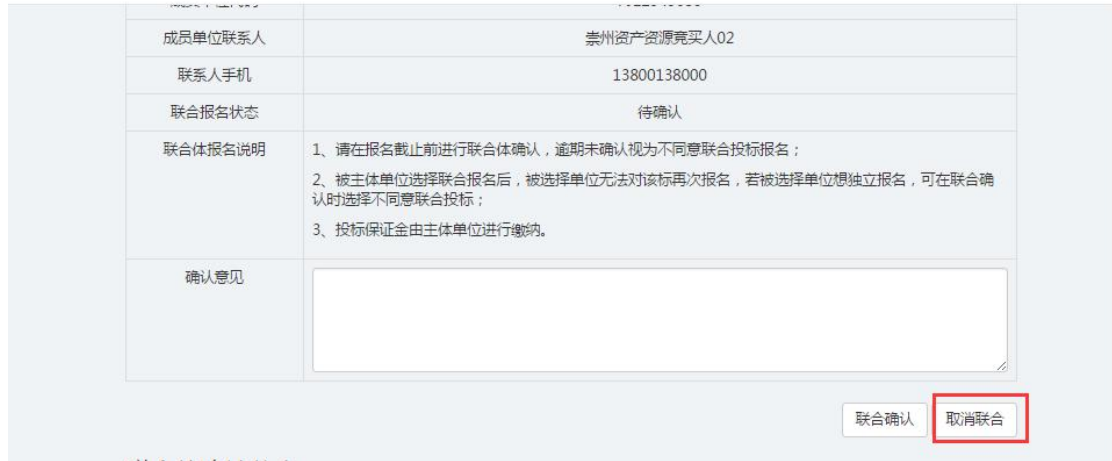 成员单位联系人 崇州资产资源竞买人02
联系人手机 13800138000
联合报名状态 待确认
联合体报名说明 1、请在报名截止前进行联合体确认，逾期未确认视为不同意联合投标报名；
2、被主体单位选择联合报名后，被选择单位无法对该标再次报名，若被选择单位想独立报名，可在联合确
认时选择不同意联合投标；
3、投标保证金由主体单位进行缴纳。
确认意见
联合确认 取消联合